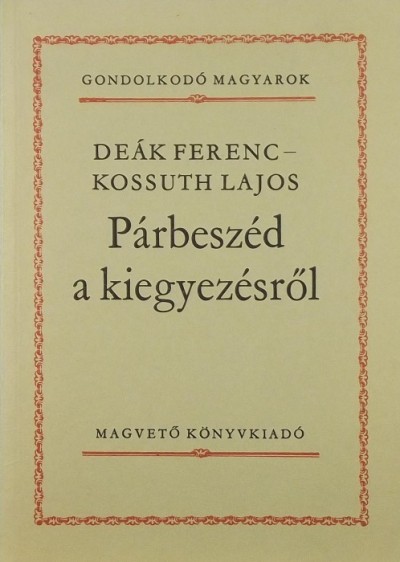 GONDOLKODÓ MAGYAROK
DEÁK FERENC–
KOSSUTH LAJOS
Párbeszéd
a kiegyezésről
MAGVETŐ KÖNYVKIADÓ